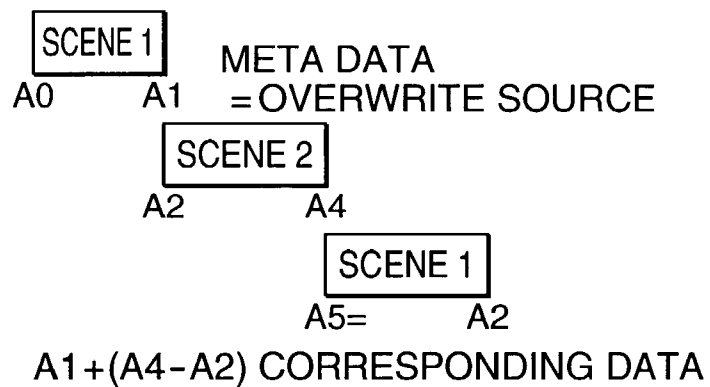 SCENE 1
META DATA
A0 A1 =OVERWRITE SOURCE
SCENE 2
A2 A4
SCENE 1
A5= A2
A1+(A4-A2) CORRESPONDING DATA